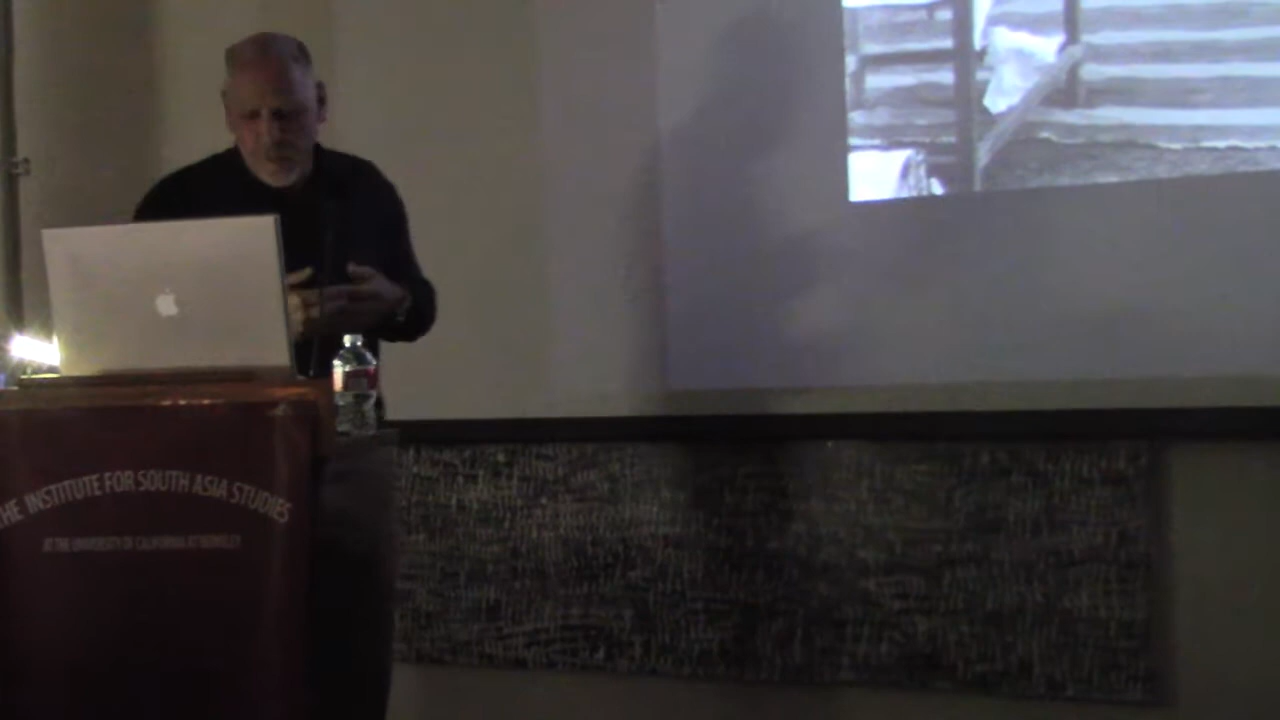 THE INSTITUTE FOR SOUTH ASIA STUDIES
AT THE UNIVERSITY OF CALIFORNIA AT BERKELEY